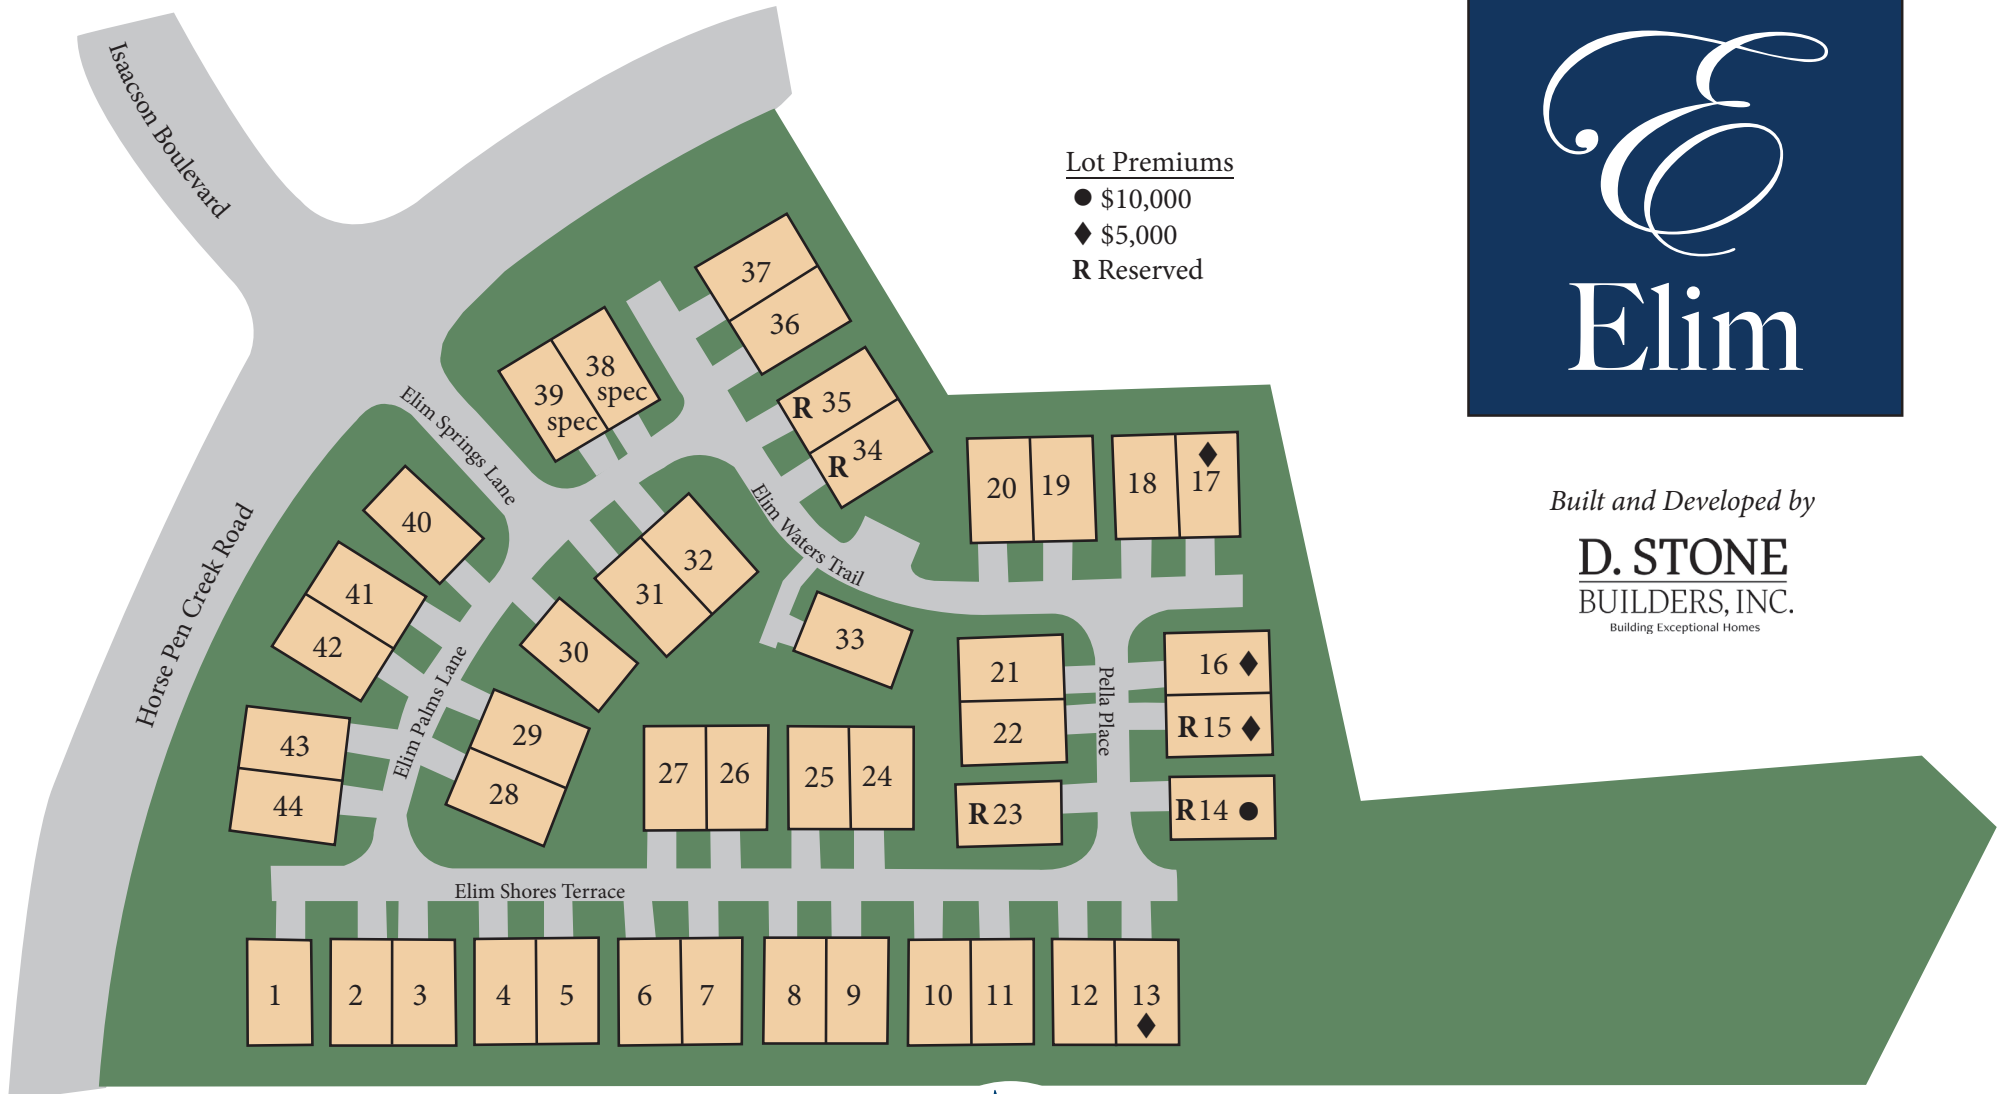 Isaacson Boulevard
Lot Premiums
● $10,000
♦ $5,000
R Reserved
E
Elim
Built and Developed by
D. STONE
BUILDERS, INC.
Building Exceptional Homes
Horse Pen Creek Road
Elim Springs Lane
Elim Waters Trail
Elim Palms Lane
Pella Place
Elim Shores Terrace
37
36
38
spec
39
spec
R 35
R 34
20
19
18
♦
17
40
41
42
32
31
30
33
21
22
16 ♦
R 15 ♦
43
44
29
28
27
26
25
24
R 23
R 14 ●
1
2
3
4
5
6
7
8
9
10
11
12
13
♦